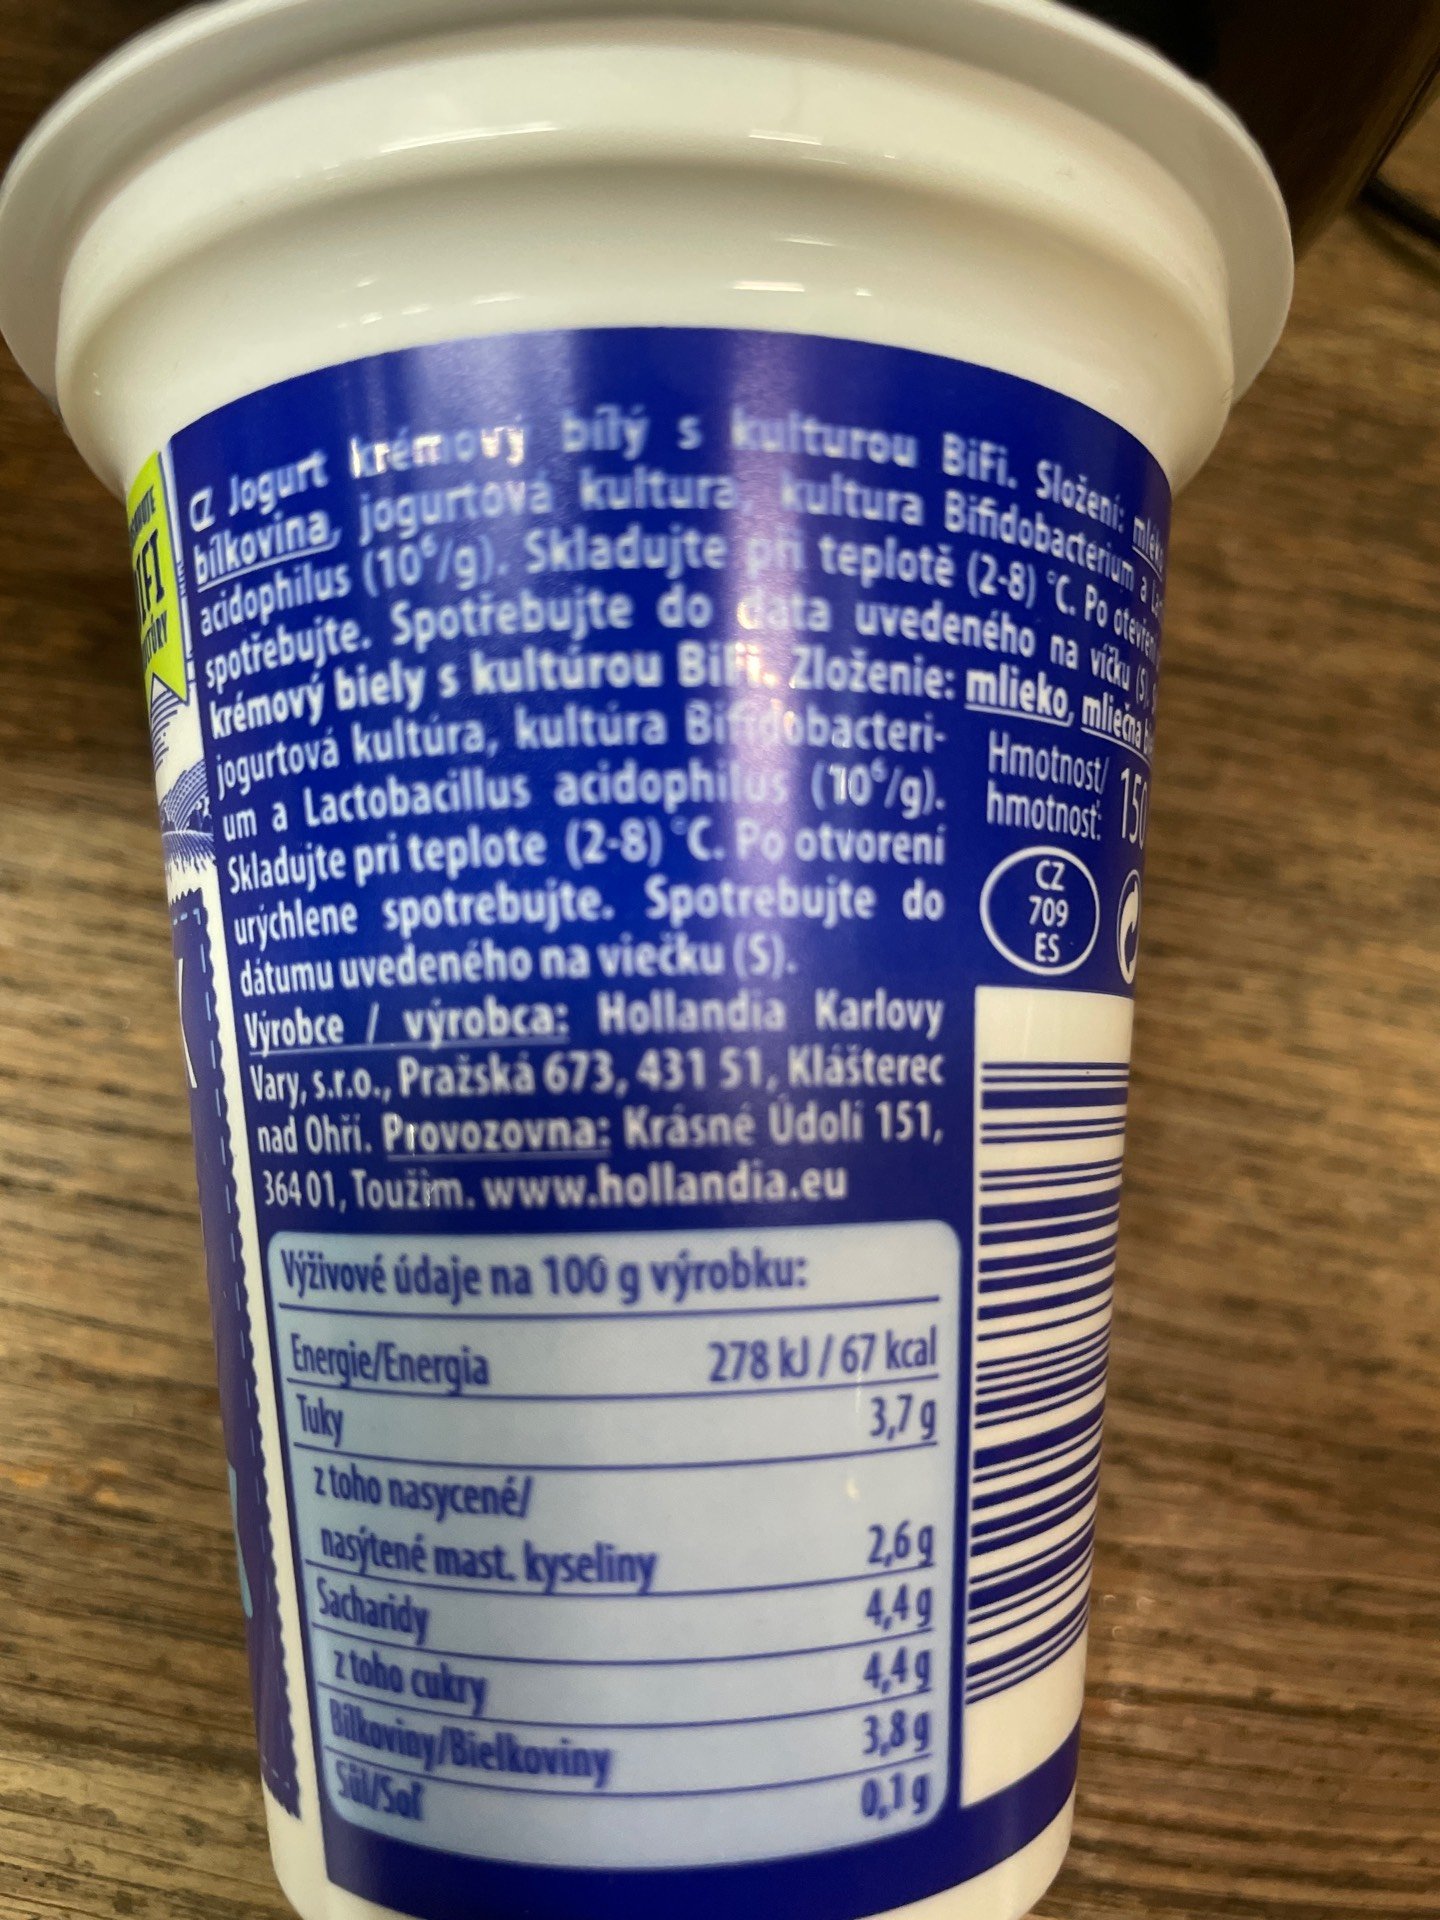 IFI
CZ Jogurt krémový bílý s kulturou BiFi. Složení: mléko
bílkovina, jogurtová kultura, kultura Bifidobacterium a
acidophilus (10⁶/g). Skladujte při teplotě (2-8) °C. Po otevření
spotřebujte. Spotřebujte do data uvedeného na víčku (S).
krémový biely s kultúrou BiFi. Zloženie: mlieko, mliečna
jogurtová kultúra, kultúra Bifidobacteri-
um a Lactobacillus acidophilus (10⁶/g).
Skladujte pri teplote (2-8) °C. Po otvorení
urýchlene spotrebujte. Spotrebujte do
dátumu uvedeného na viečku (S).
Výrobce / výrobca: Hollandia Karlovy
Vary, s.r.o., Pražská 673, 431 51, Klášterec
nad Ohří. Provozovna: Krásné Údolí 151,
364 01, Toužim. www.hollandia.eu
Hmotnost/
hmotnosť: 150
CZ
709
ES
Výživové údaje na 100 g výrobku:
Energie/Energia 278 kJ / 67 kcal
Tuky 3,7 g
z toho nasycené/
nasýtené mast. kyseliny 2,6 g
Sacharidy 4,4 g
z toho cukry 4,4 g
Bílkoviny/Bielkoviny 3,8 g
Sůl/Soľ 0,1 g